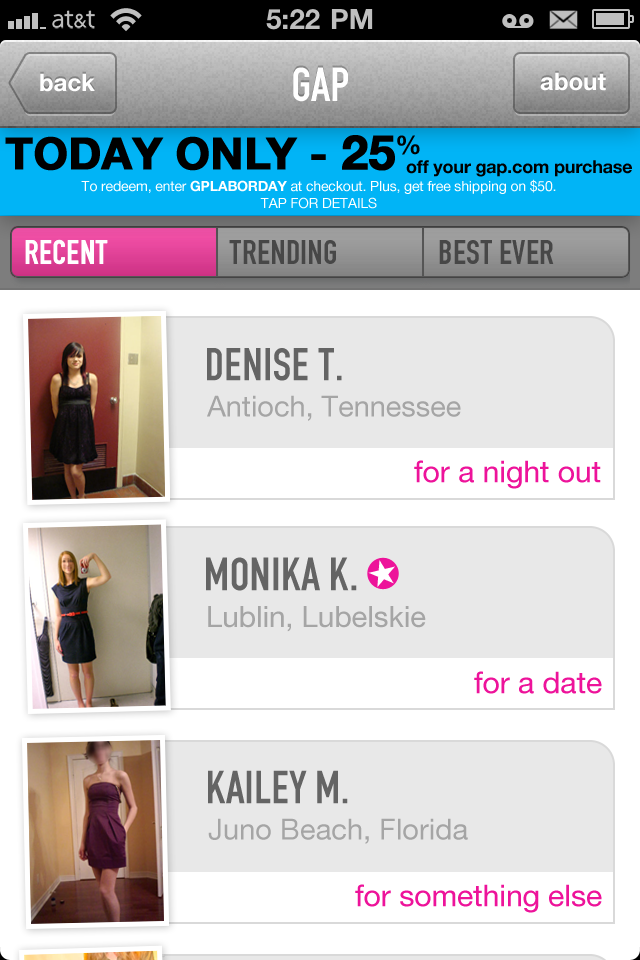 at&t 5:22 PM
back GAP about
TODAY ONLY - 25% off your gap.com purchase
To redeem, enter GPLABORDAY at checkout. Plus, get free shipping on $50.
TAP FOR DETAILS
RECENT TRENDING BEST EVER
DENISE T.
Antioch, Tennessee
for a night out
MONIKA K.
Lublin, Lubelskie
for a date
KAILEY M.
Juno Beach, Florida
for something else